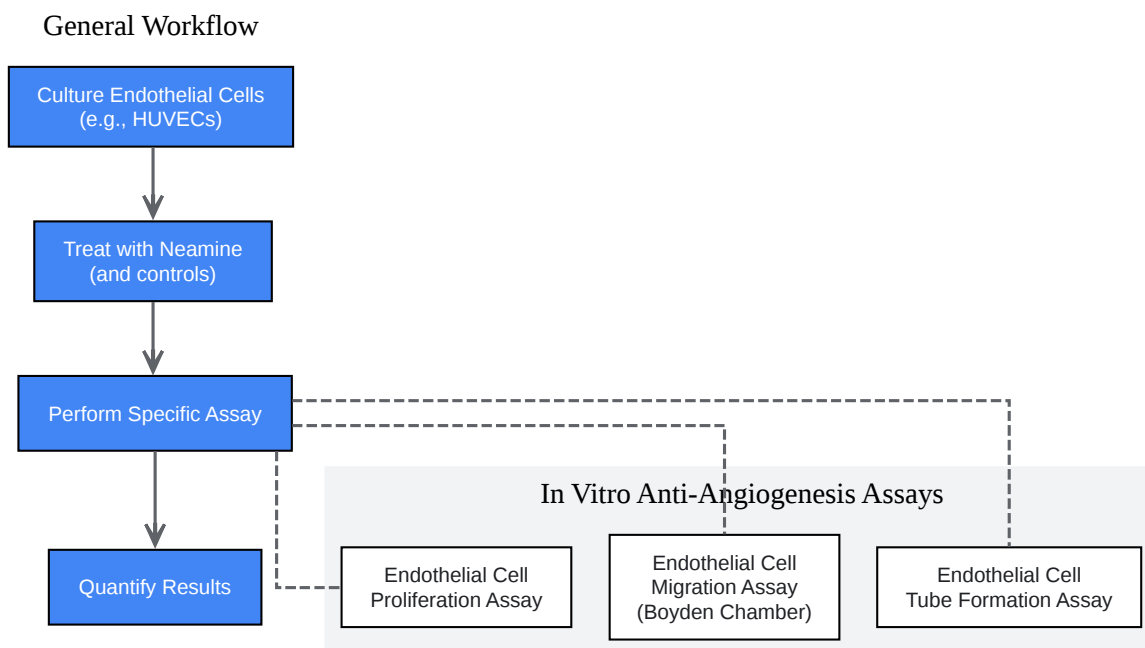 General Workflow
Culture Endothelial Cells
(e.g., HUVECs)
Treat with Neamine
(and controls)
Perform Specific Assay
Quantify Results
In Vitro Anti-Angiogenesis Assays
Endothelial Cell
Proliferation Assay
Endothelial Cell
Migration Assay
(Boyden Chamber)
Endothelial Cell
Tube Formation Assay